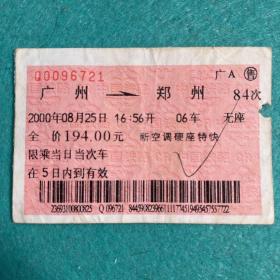 Q0096721 广A 售
广州 → 郑州 84次
2000年08月25日 16:56开 06车 无座
全价194.00元 新空调硬座特快
限乘当日当次车
在5日内到有效